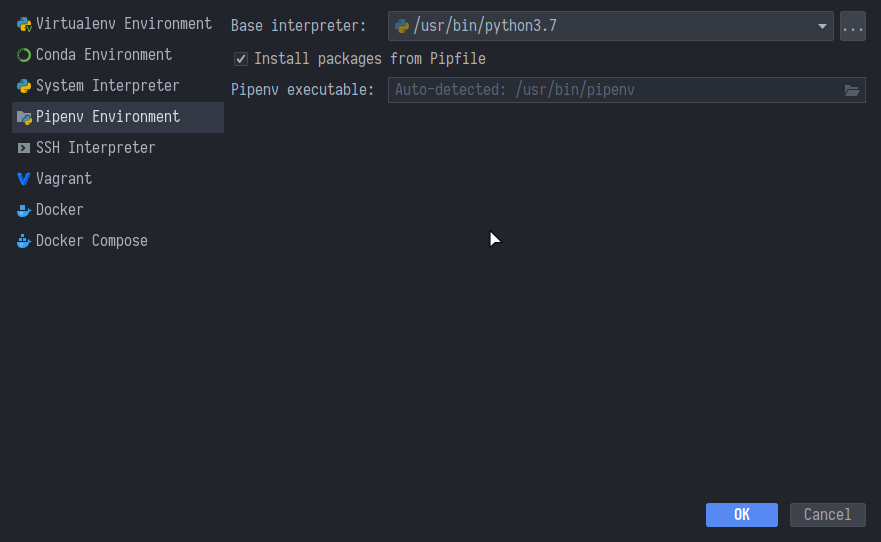 Virtualenv Environment
Conda Environment
System Interpreter
Pipenv Environment
SSH Interpreter
Vagrant
Docker
Docker Compose
Base interpreter: /usr/bin/python3.7 ...
Install packages from Pipfile
Pipenv executable: Auto-detected: /usr/bin/pipenv
OK Cancel